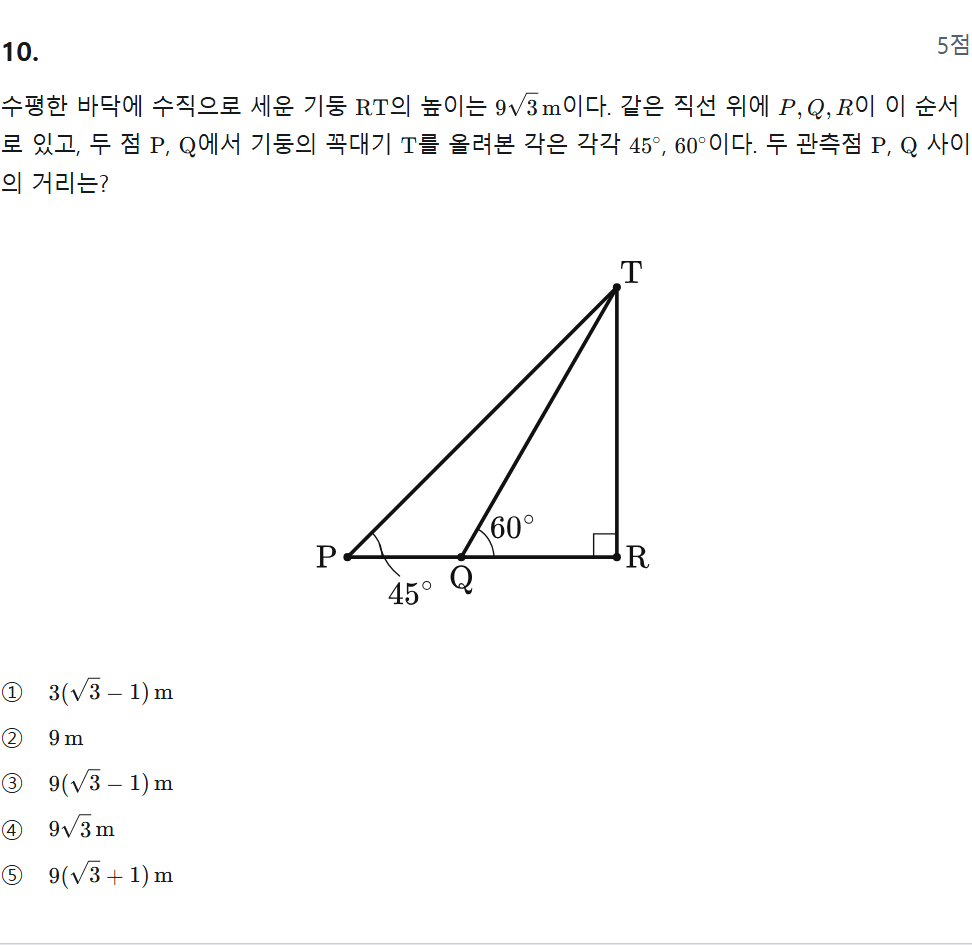 10.
5점
수평한 바닥에 수직으로 세운 기둥 RT의 높이는 9√3 m이다. 같은 직선 위에 P, Q, R이 이 순서
로 있고, 두 점 P, Q에서 기둥의 꼭대기 T를 올려본 각은 각각 45°, 60°이다. 두 관측점 P, Q 사이
의 거리는?
T
60°
P
R
45°
Q
① 3(√3 − 1) m
② 9 m
③ 9(√3 − 1) m
④ 9√3 m
⑤ 9(√3 + 1) m